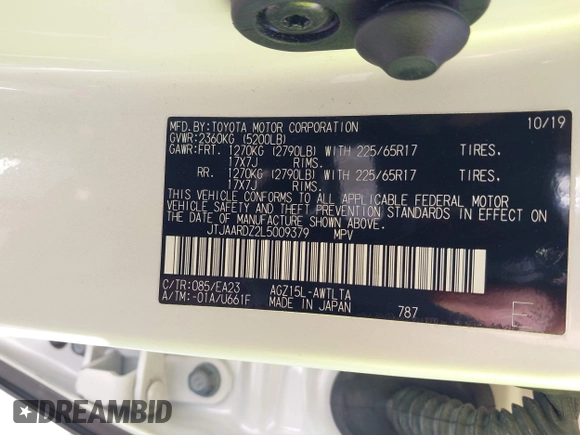 MFD.BY:TOYOTA MOTOR CORPORATION 10/19
GVWR:2360KG (5200LB)
GAWR:FRT. 1270KG (2790LB) WITH 225/65R17 TIRES.
17X7J RIMS.
RR. 1270KG (2790LB) WITH 225/65R17 TIRES.
17X7J RIMS.
THIS VEHICLE CONFORMS TO ALL APPLICABLE FEDERAL MOTOR
VEHICLE SAFETY AND THEFT PREVENTION STANDARDS IN EFFECT ON
THE DATE OF MANUFACTURE SHOWN ABOVE.
JTJAARDZ2L5009379 MPV
C/TR:085/EA23 AGZ15L-AWTLTA
A/TM:-01A/U661F MADE IN JAPAN 787 E
DREAMBID